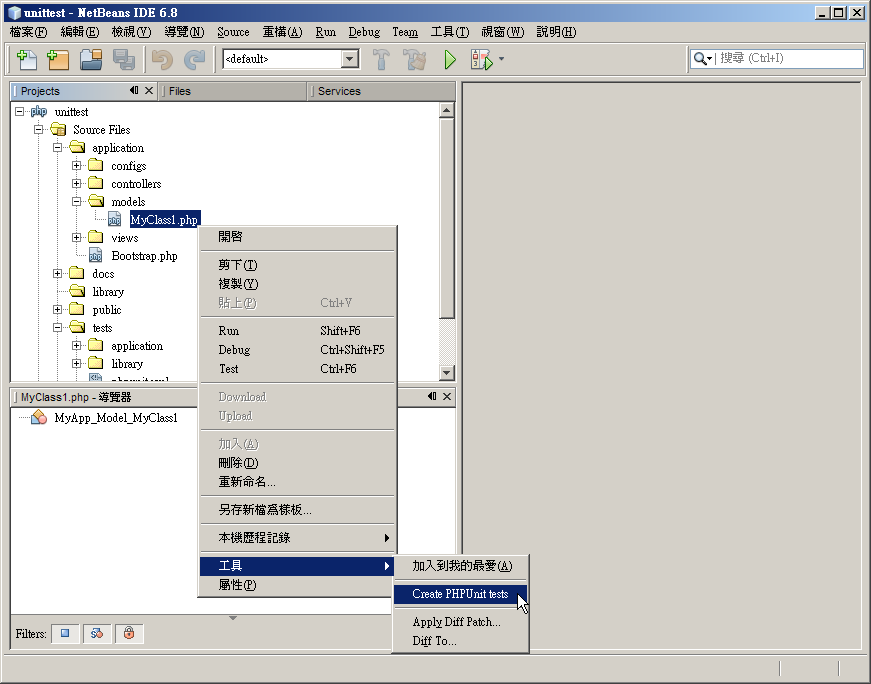 unittest - NetBeans IDE 6.8
檔案(F) 編輯(E) 檢視(V) 導覽(N) Source 重構(A) Run Debug Team 工具(T) 視窗(W) 說明(H)
<default>
搜尋 (Ctrl+I)
Projects Files Services
unittest
Source Files
application
configs
controllers
models
MyClass1.php
views
Bootstrap.php
docs
library
public
tests
application
library
開啓
剪下(T)
複製(Y)
貼上(P) Ctrl+V
Run Shift+F6
Debug Ctrl+Shift+F5
Test Ctrl+F6
Download
Upload
加入(A)
刪除(D)
重新命名...
另存新檔爲樣板...
本機歷程記錄
工具
屬性(P)
加入到我的最愛(A)
Create PHPUnit tests
Apply Diff Patch...
Diff To...
MyClass1.php - 導覽器
MyApp_Model_MyClass1
Filters: